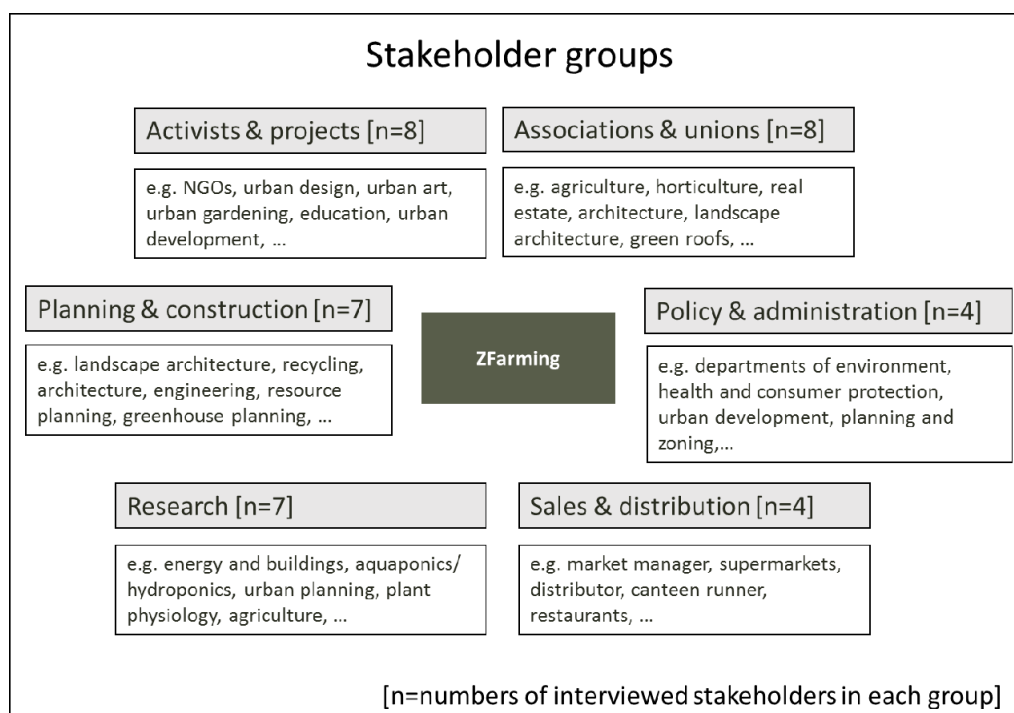 Stakeholder groups
Activists & projects [n=8]
e.g. NGOs, urban design, urban art,
urban gardening, education, urban
development, ...
Associations & unions [n=8]
e.g. agriculture, horticulture, real
estate, architecture, landscape
architecture, green roofs, ...
Planning & construction [n=7]
e.g. landscape architecture, recycling,
architecture, engineering, resource
planning, greenhouse planning, ...
ZFarming
Policy & administration [n=4]
e.g. departments of environment,
health and consumer protection,
urban development, planning and
zoning,...
Research [n=7]
e.g. energy and buildings, aquaponics/
hydroponics, urban planning, plant
physiology, agriculture, ...
Sales & distribution [n=4]
e.g. market manager, supermarkets,
distributor, canteen runner,
restaurants, ...
[n=numbers of interviewed stakeholders in each group]